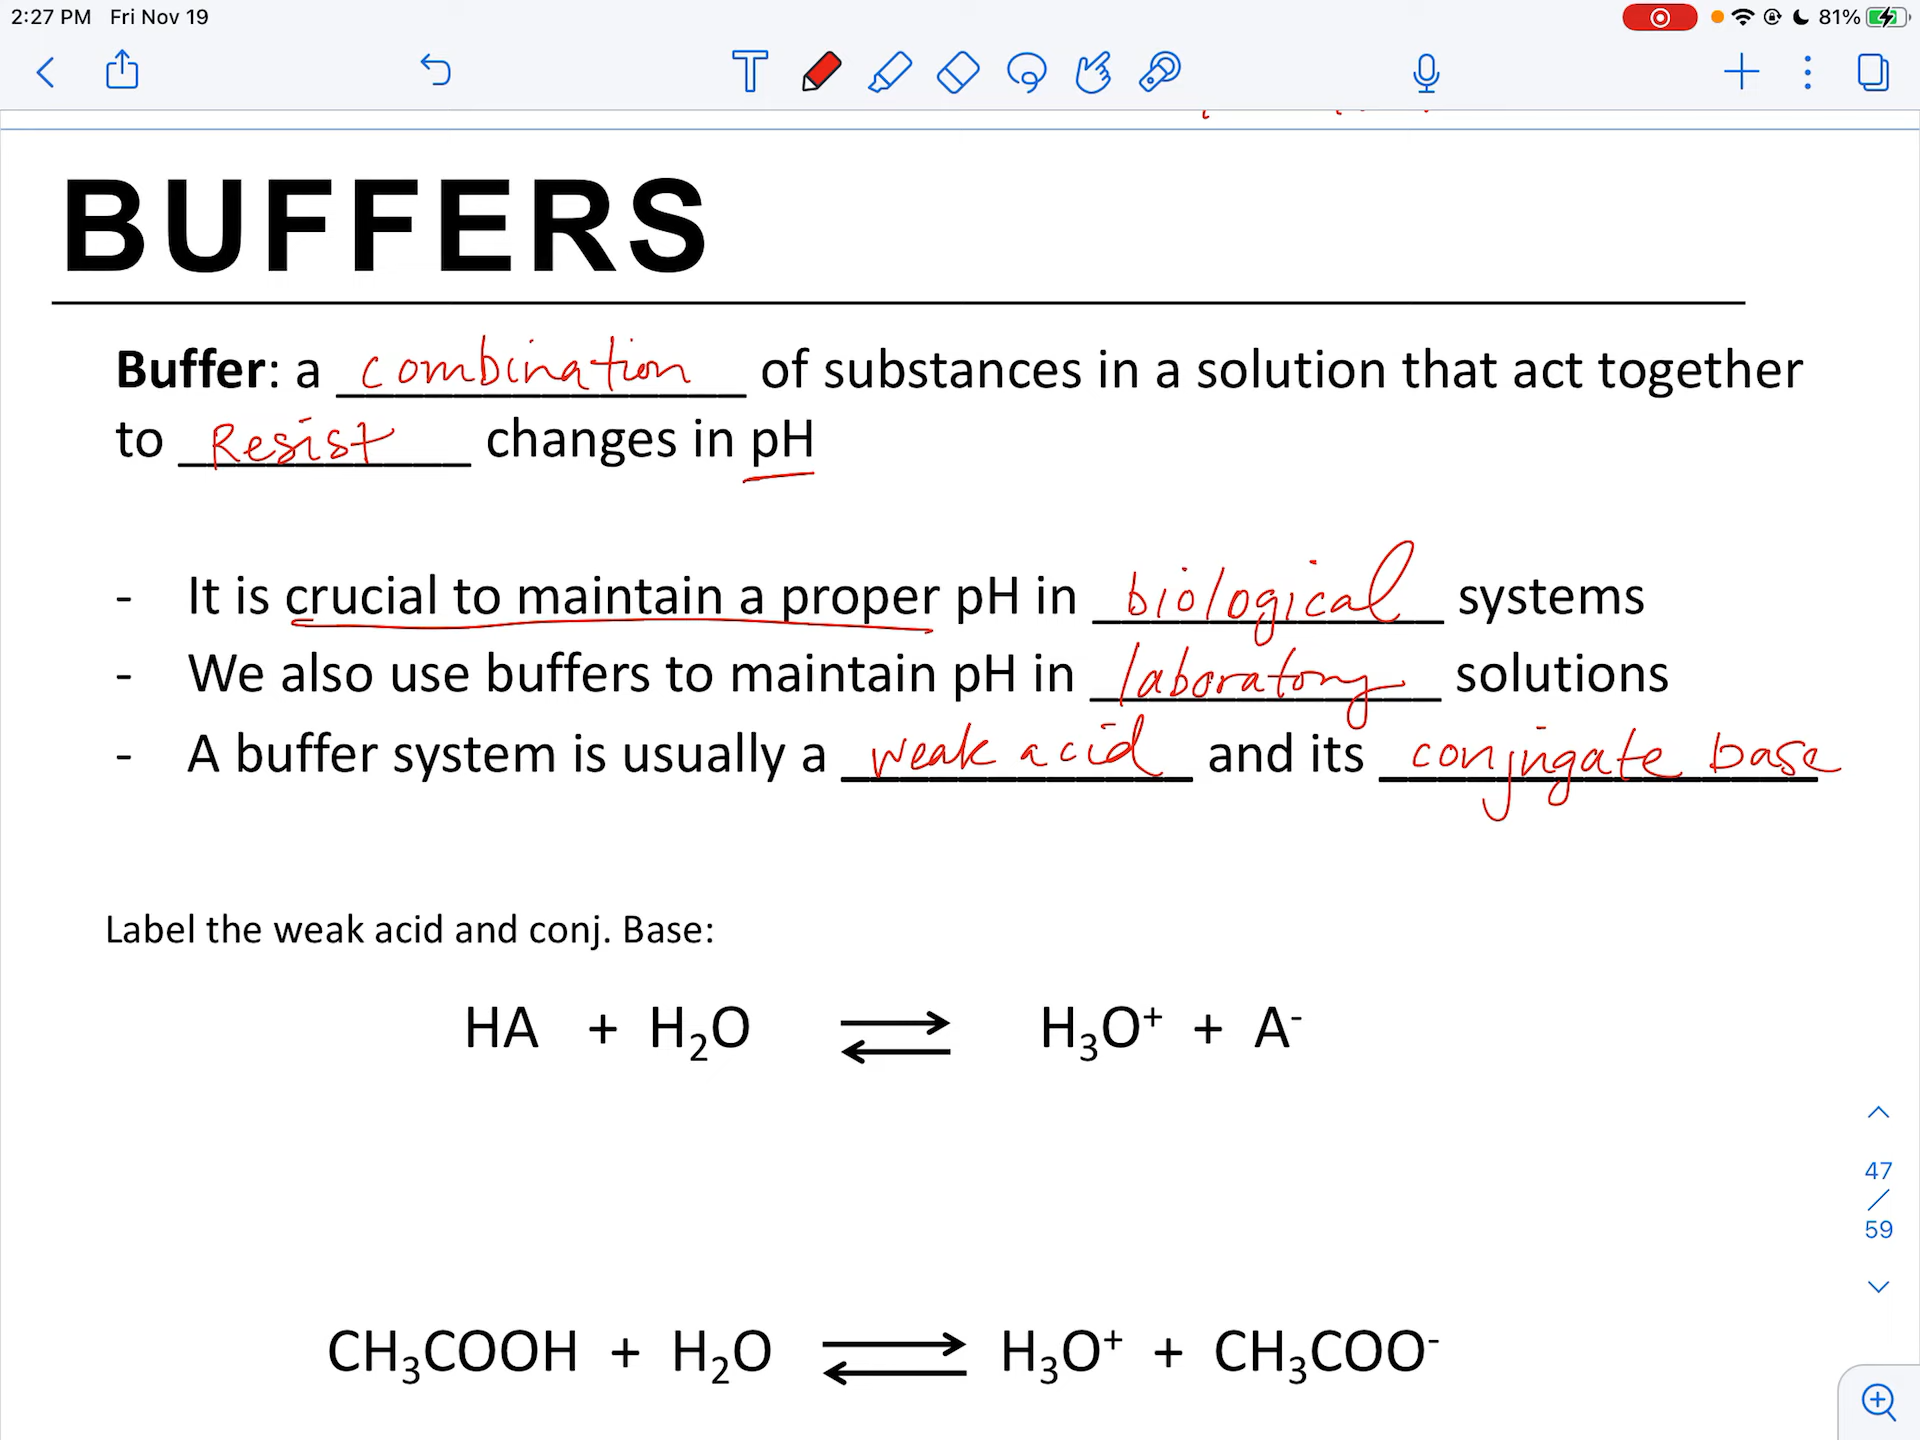 2:27 PM Fri Nov 19
81%
T
BUFFERS
Buffer: a combination of substances in a solution that act together
to Resist changes in pH
- It is crucial to maintain a proper pH in biological systems
- We also use buffers to maintain pH in laboratory solutions
- A buffer system is usually a weak acid and its conjugate base
Label the weak acid and conj. Base:
HA + H₂O ⇌ H₃O⁺ + A⁻
47
/
59
CH₃COOH + H₂O ⇌ H₃O⁺ + CH₃COO⁻